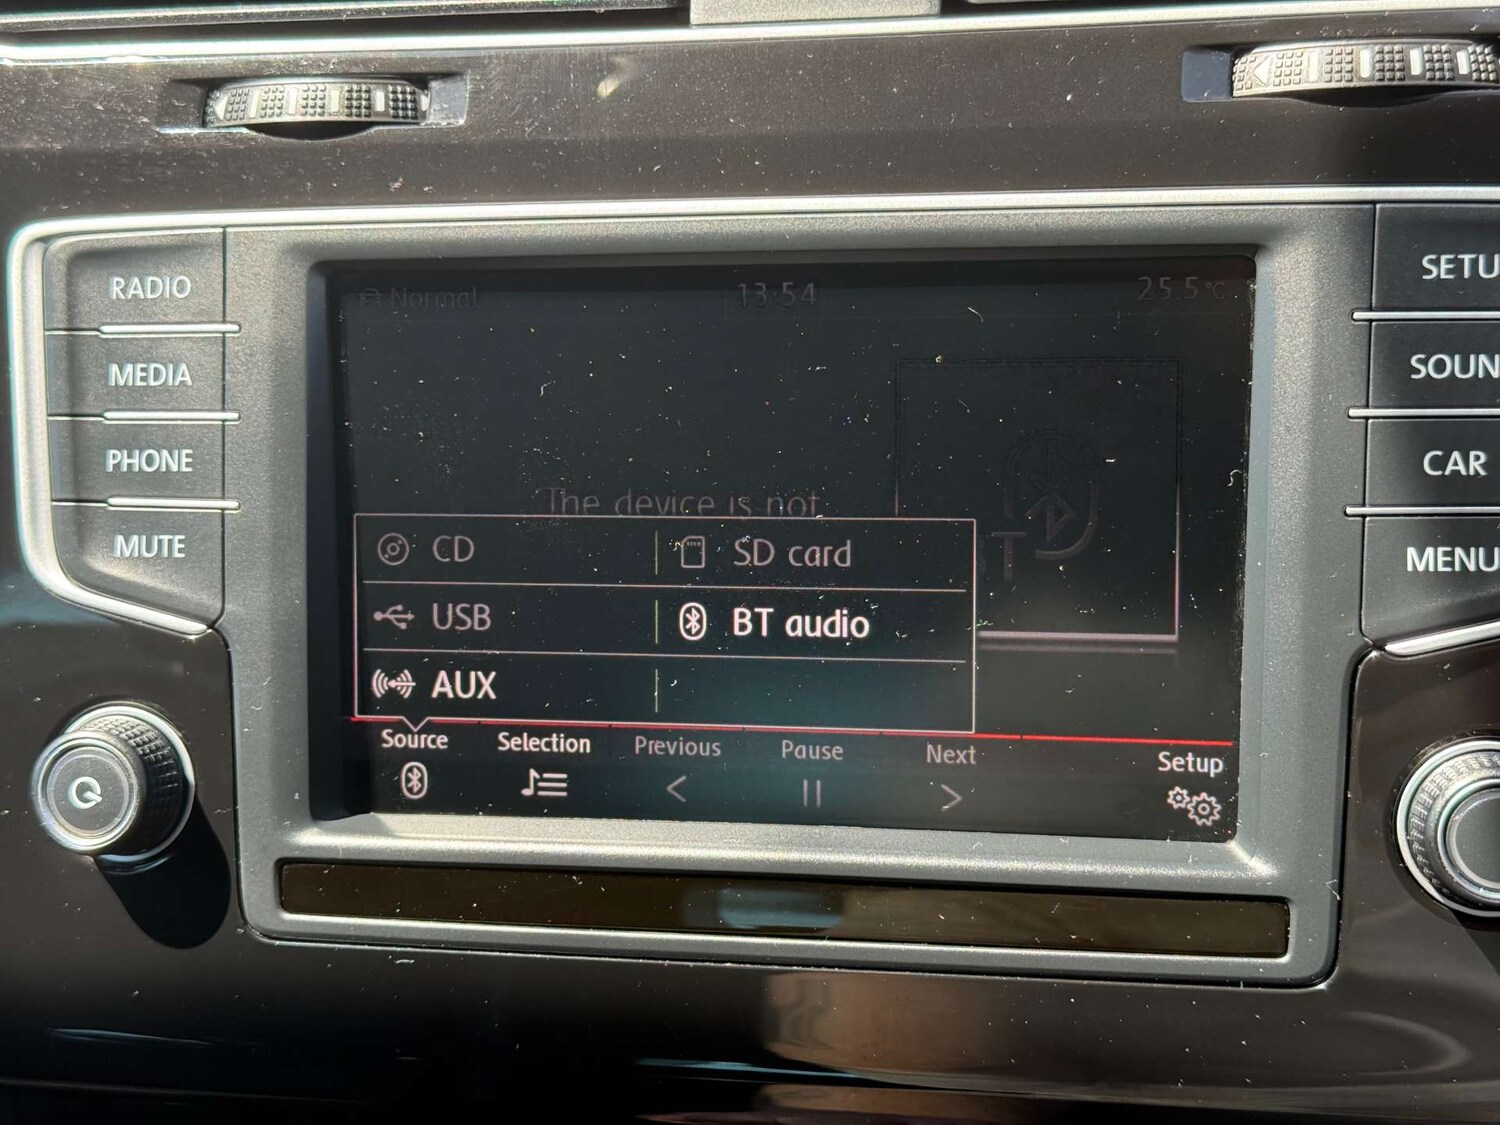 RADIO
MEDIA
PHONE
MUTE
Normal 13:54 25.5°C
The device is not
CD
SD card
USB
BT audio
AUX
Source Selection Previous Pause Next Setup
SETU
SOUN
CAR
MENU